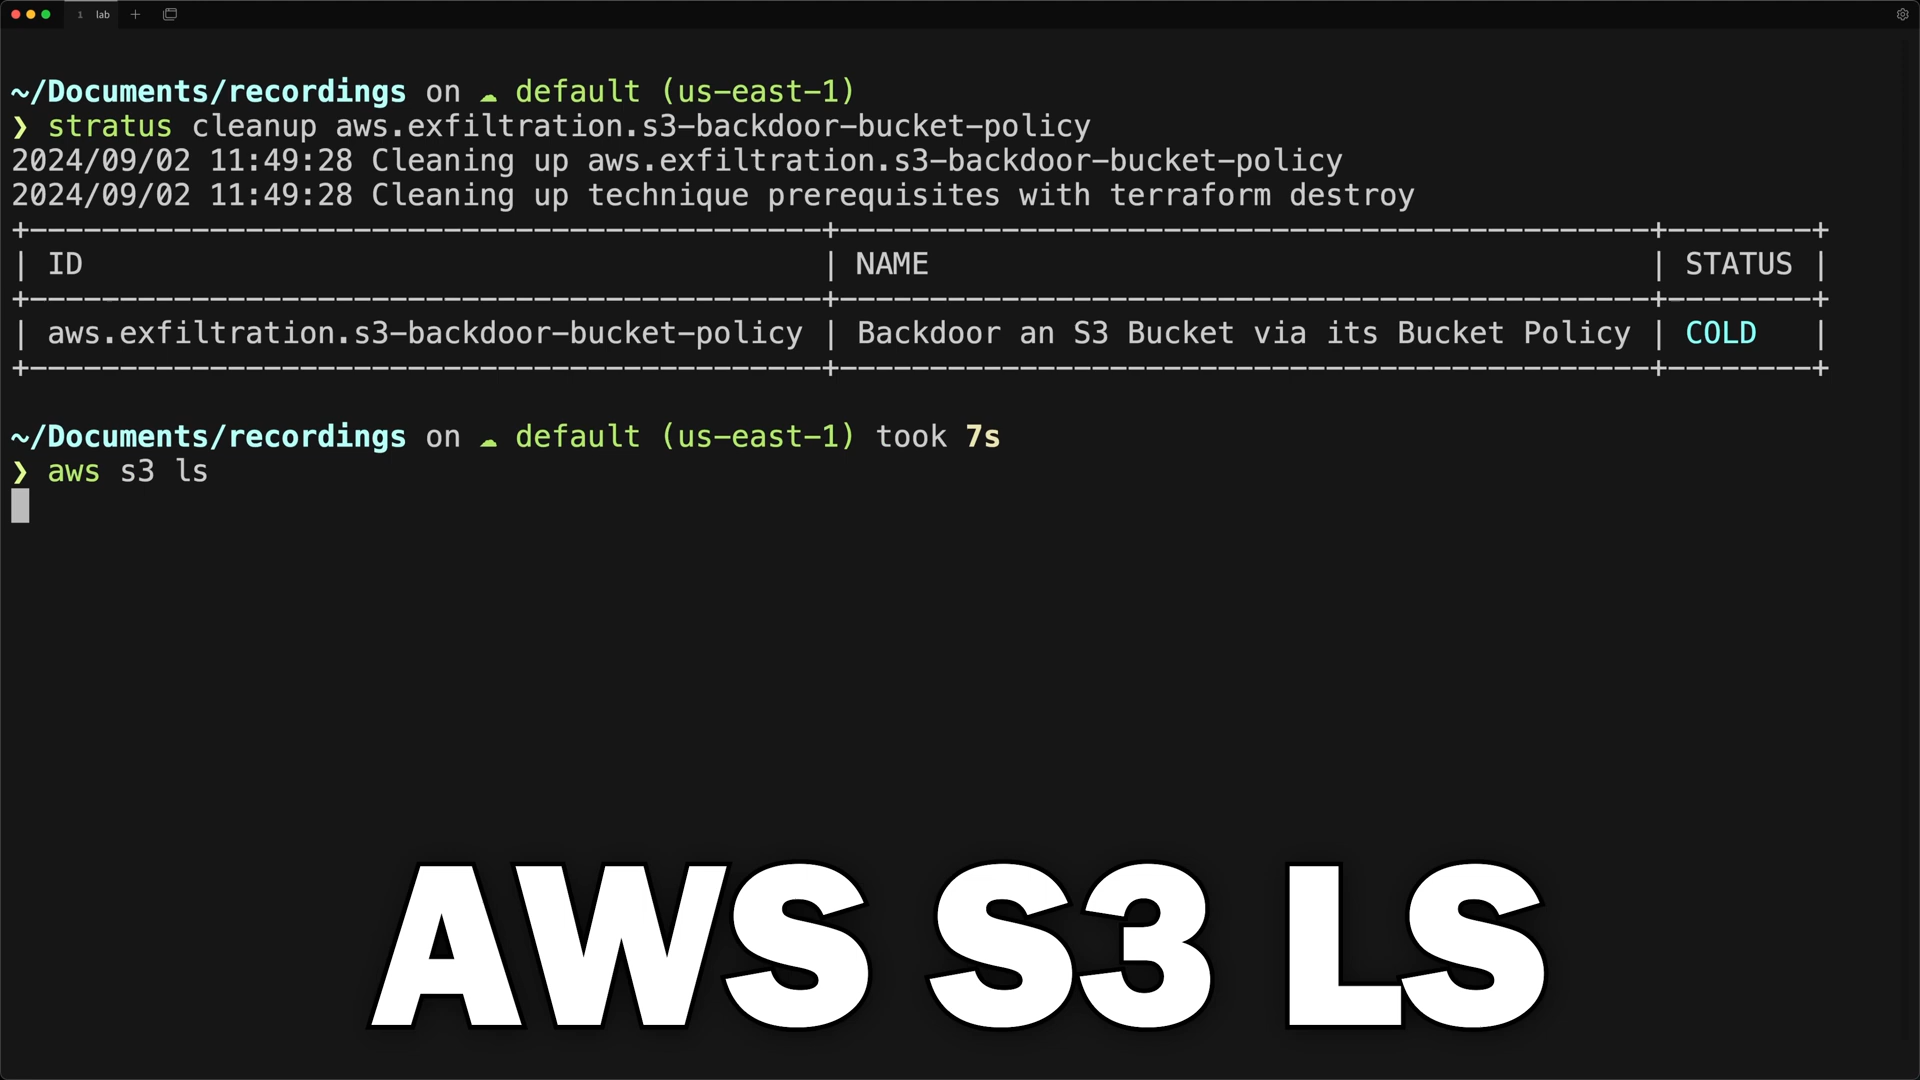 1 lab
~/Documents/recordings on ☁ default (us-east-1)
❯ stratus cleanup aws.exfiltration.s3-backdoor-bucket-policy
2024/09/02 11:49:28 Cleaning up aws.exfiltration.s3-backdoor-bucket-policy
2024/09/02 11:49:28 Cleaning up technique prerequisites with terraform destroy
| ID | NAME | STATUS |
| aws.exfiltration.s3-backdoor-bucket-policy | Backdoor an S3 Bucket via its Bucket Policy | COLD |
~/Documents/recordings on ☁ default (us-east-1) took 7s
❯ aws s3 ls
AWS S3 LS